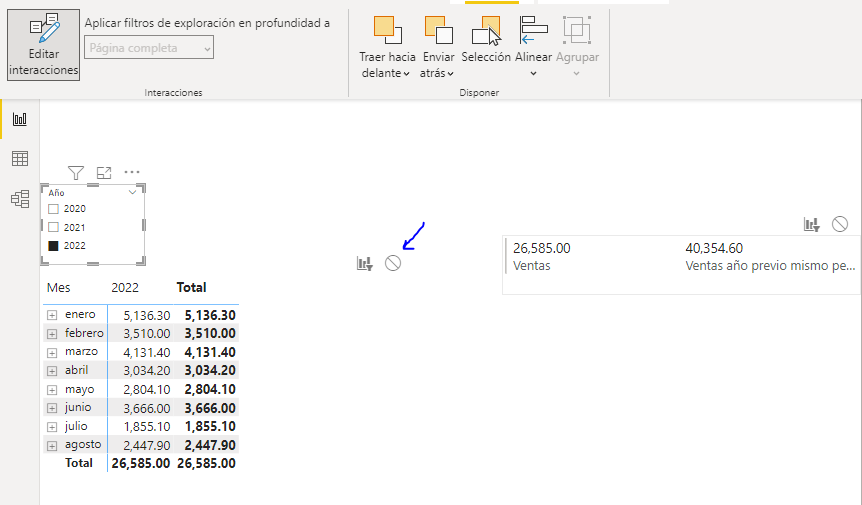 Aplicar filtros de exploración en profundidad a
Editar
interacciones
Página completa
Traer hacia
delante
Enviar
atrás
Selección
Alinear
Agrupar
Interacciones
Disponer
Año
2020
2021
2022
26,585.00
40,354.60
Ventas
Ventas año previo mismo pe...
Mes 2022 Total
enero 5,136.30 5,136.30
febrero 3,510.00 3,510.00
marzo 4,131.40 4,131.40
abril 3,034.20 3,034.20
mayo 2,804.10 2,804.10
junio 3,666.00 3,666.00
julio 1,855.10 1,855.10
agosto 2,447.90 2,447.90
Total 26,585.00 26,585.00